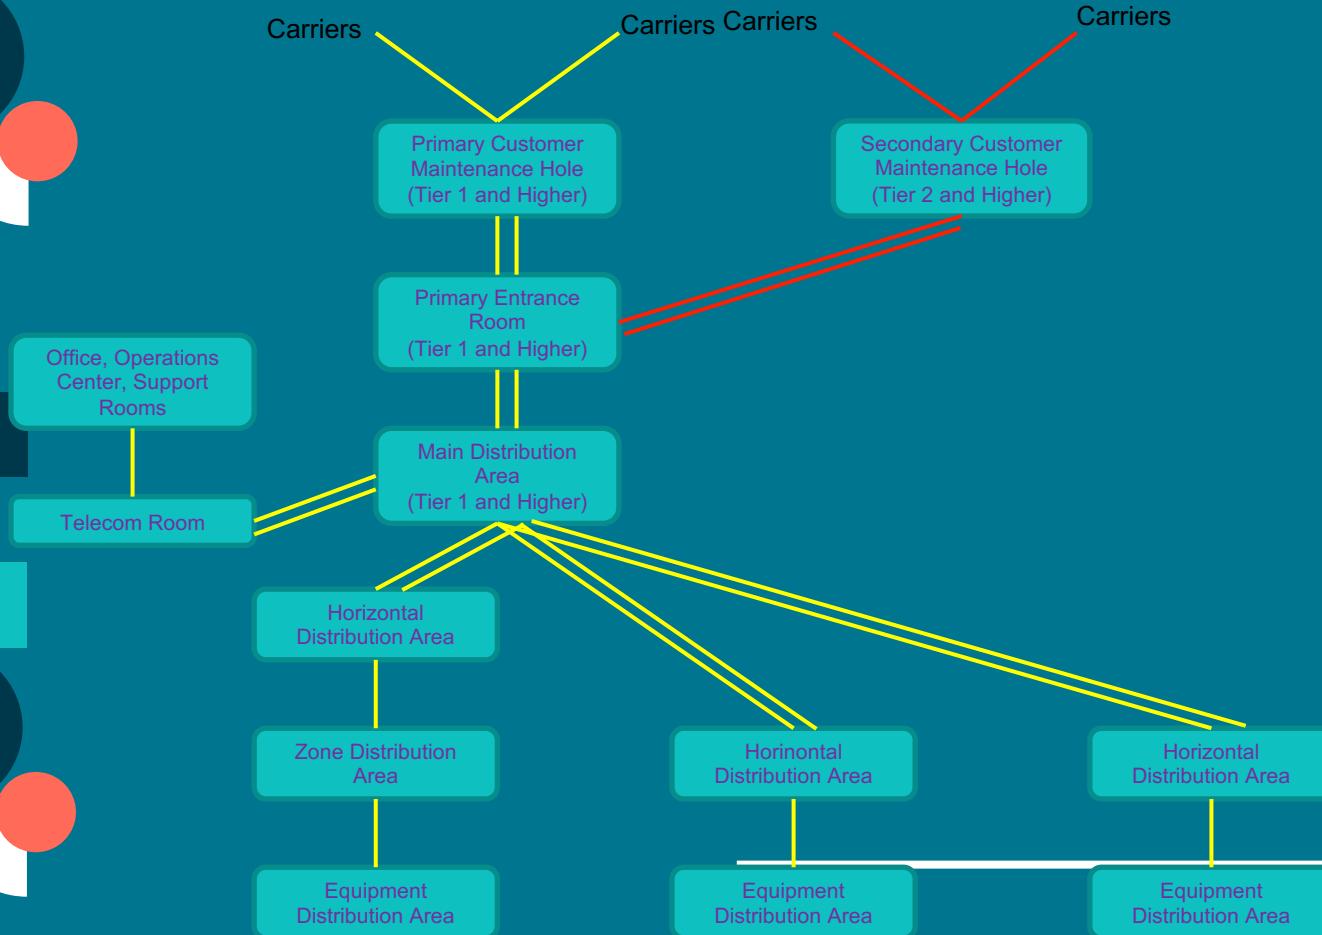 Carriers
Carriers
Carriers
Carriers
Primary Customer
Maintenance Hole
(Tier 1 and Higher)
Secondary Customer
Maintenance Hole
(Tier 2 and Higher)
Primary Entrance
Room
(Tier 1 and Higher)
Office, Operations
Center, Support
Rooms
Main Distribution
Area
(Tier 1 and Higher)
Telecom Room
Horizontal
Distribution Area
Zone Distribution
Area
Horinontal
Distribution Area
Horizontal
Distribution Area
Equipment
Distribution Area
Equipment
Distribution Area
Equipment
Distribution Area